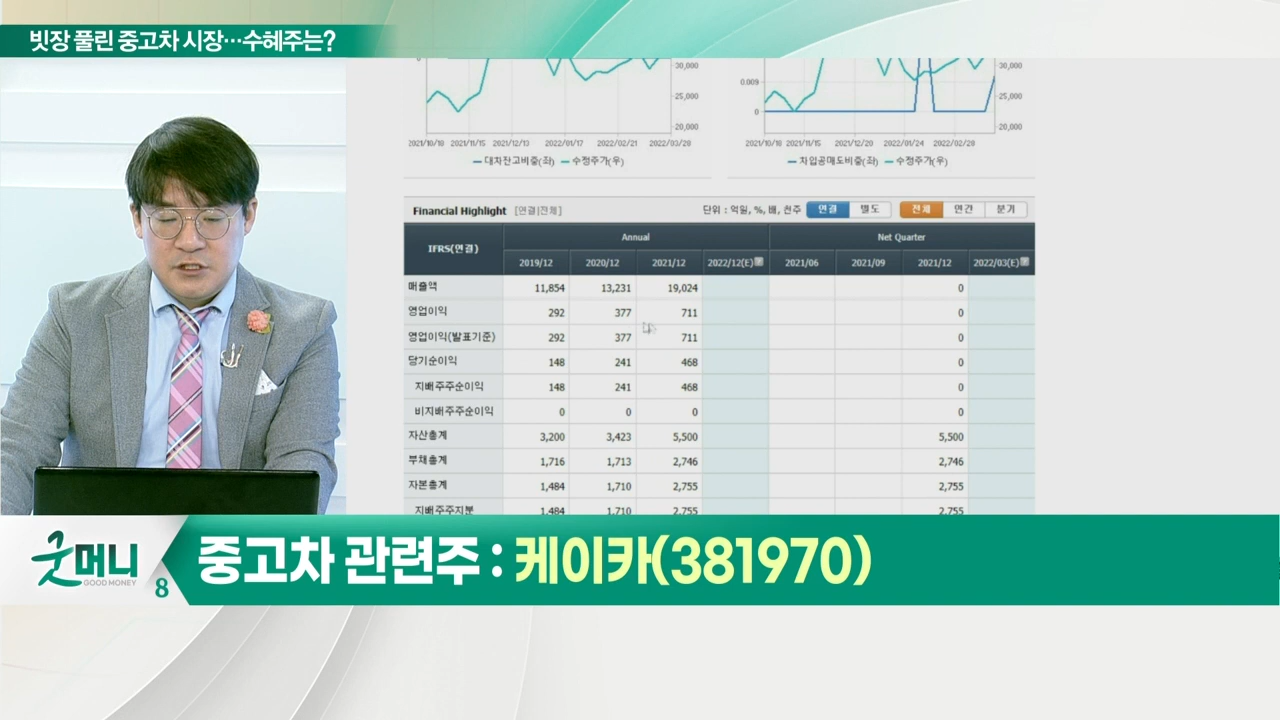 빗장 풀린 중고차 시장…수혜주는?
30,000
25,000
20,000
2021/10/18 2021/11/15 2021/12/13 2022/01/17 2022/02/21 2022/03/28
대차잔고비중(좌) 수정주가(우)
0.009
0
30,000
25,000
20,000
2021/10/18 2021/11/15 2021/12/20 2022/01/24 2022/02/28
차입공매도비중(좌) 수정주가(우)
Financial Highlight [연결|전체] 단위 : 억원, %, 배, 천주 연결 별도 전체 연간 분기
IFRS(연결) Annual Net Quarter
2019/12 2020/12 2021/12 2022/12(E) 2021/06 2021/09 2021/12 2022/03(E)
매출액 11,854 13,231 19,024 0
영업이익 292 377 711 0
영업이익(발표기준) 292 377 711 0
당기순이익 148 241 468 0
지배주주순이익 148 241 468 0
비지배주주순이익 0 0 0 0
자산총계 3,200 3,423 5,500 5,500
부채총계 1,716 1,713 2,746 2,746
자본총계 1,484 1,710 2,755 2,755
지배주주지분 1,484 1,710 2,755 2,755
굿머니
GOOD MONEY
8
중고차 관련주 : 케이카(381970)